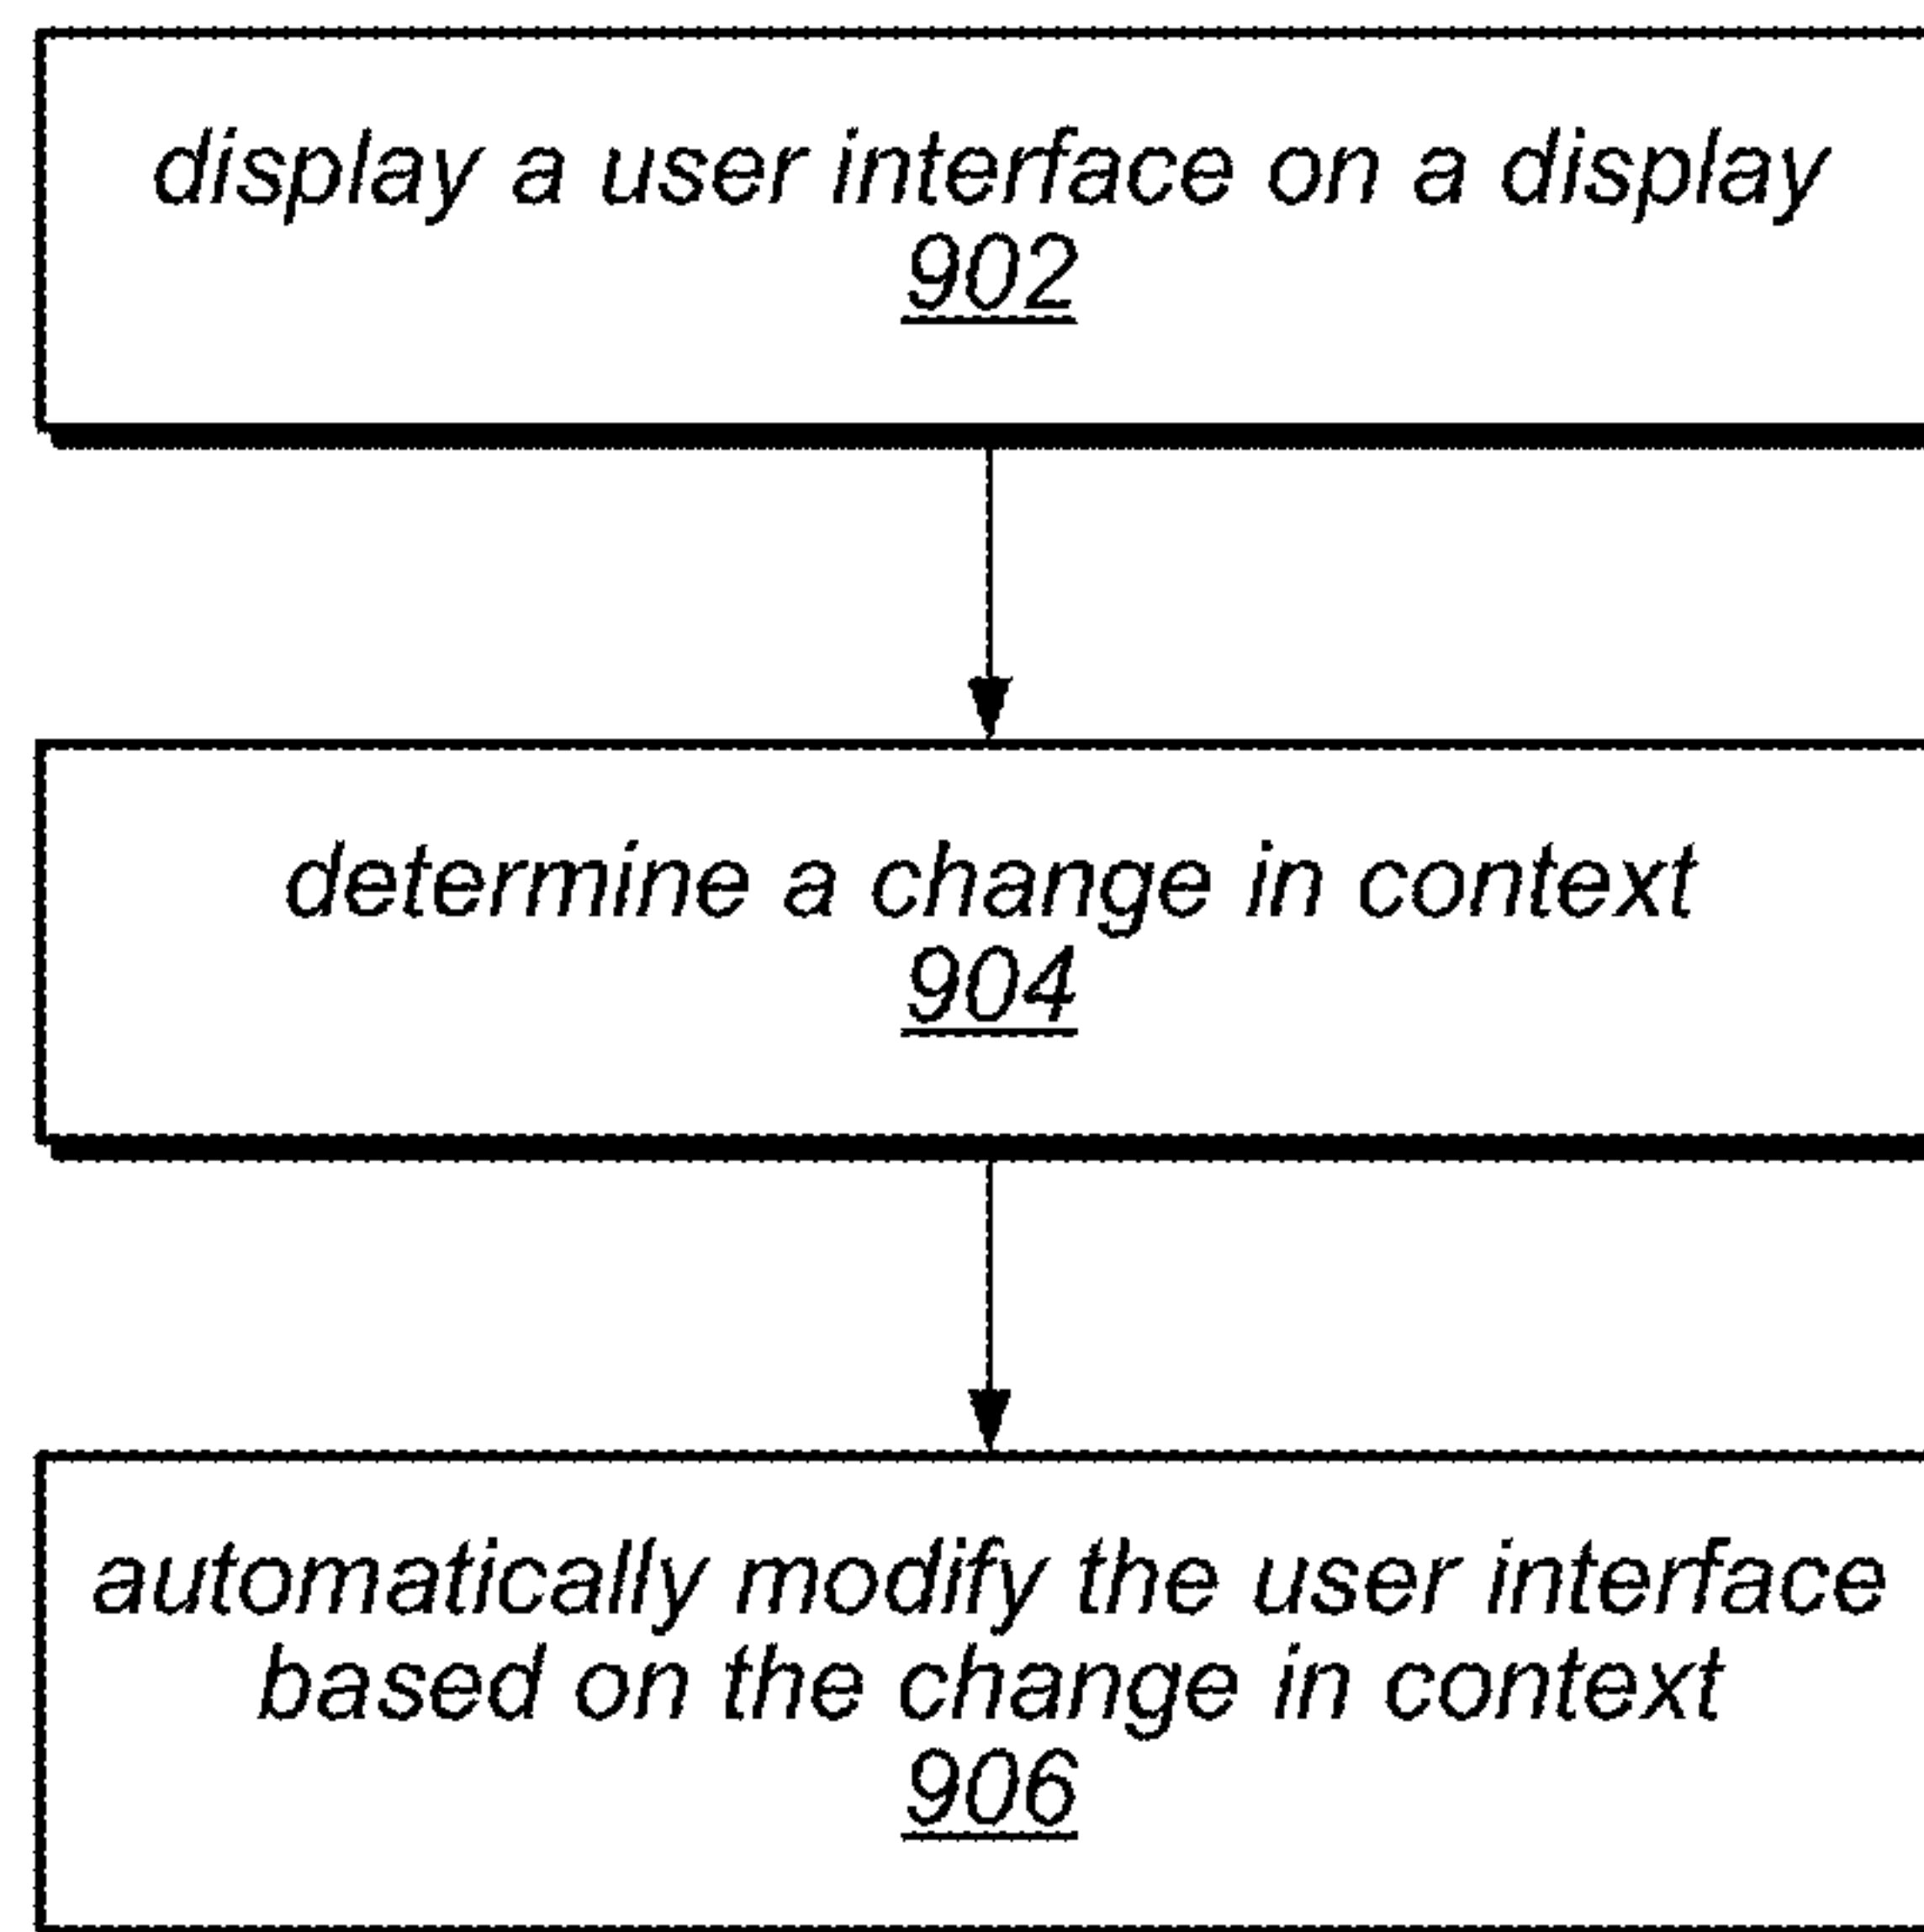 display a user interface on a display
902
determine a change in context
904
automatically modify the user interface
based on the change in context
906